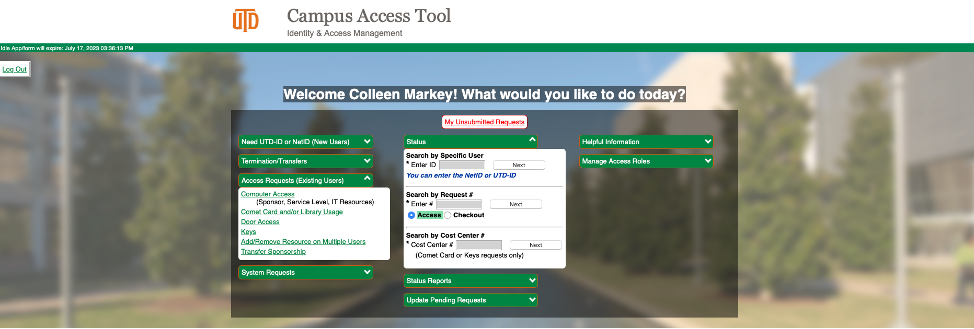 UTD
Campus Access Tool
Identity & Access Management
Idle App/form will expire: July 17, 2023 03:36:13 PM
Log Out
Welcome Colleen Markey! What would you like to do today?
My Unsubmitted Requests
Need UTD-ID or NetID (New Users)
Termination/Transfers
Access Requests (Existing Users)
Computer Access
(Sponsor, Service Level, IT Resources)
Comet Card and/or Library Usage
Door Access
Keys
Add/Remove Resource on Multiple Users
Transfer Sponsorship
System Requests
Status
Search by Specific User
* Enter ID Next
You can enter the NetID or UTD-ID
Search by Request #
* Enter # Next
Access Checkout
Search by Cost Center #
* Cost Center # Next
(Comet Card or Keys requests only)
Status Reports
Update Pending Requests
Helpful Information
Manage Access Roles